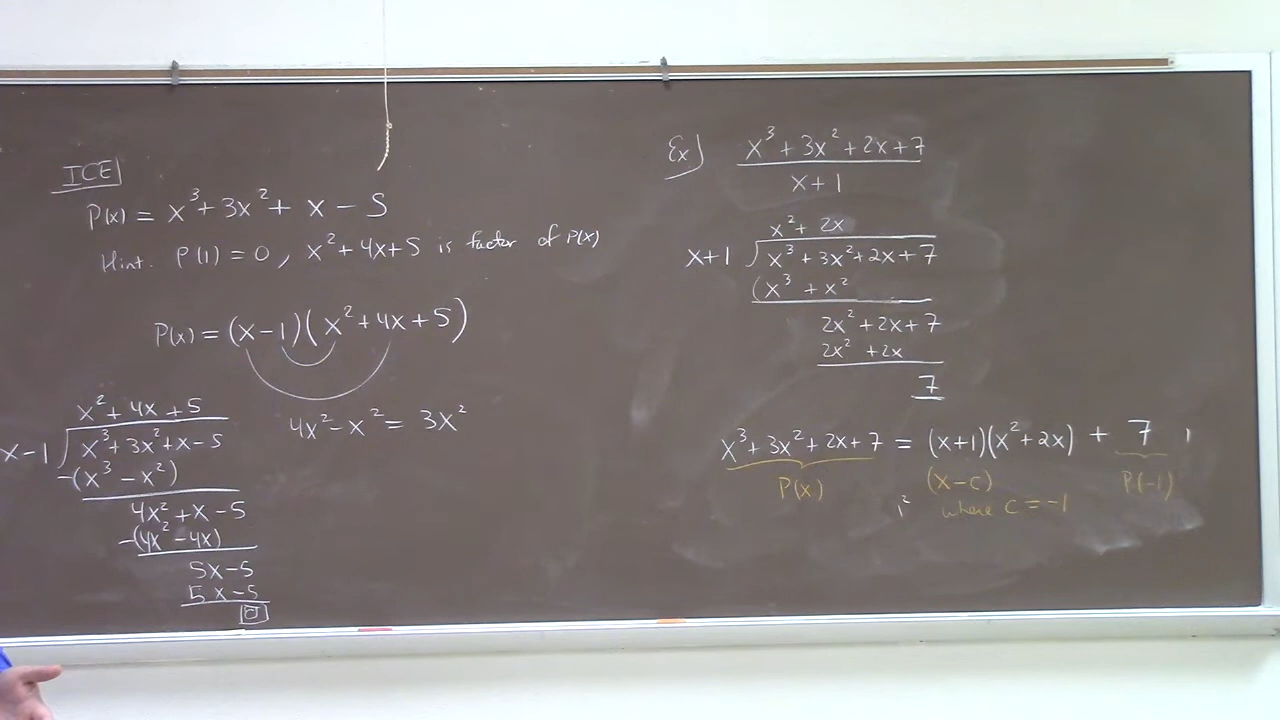 ICE
P(x) = x³ + 3x² + x - 5
Hint. P(1) = 0, x² + 4x + 5 is factor of P(x)
P(x) = (x-1)(x² + 4x + 5)
4x² - x² = 3x²
x² + 4x + 5
x-1 ) x³ + 3x² + x - 5
-(x³ - x²)
4x² + x - 5
-(4x² - 4x)
5x - 5
5x - 5
0
Ex) x³ + 3x² + 2x + 7
x + 1
x² + 2x
x+1 ) x³ + 3x² + 2x + 7
(x³ + x²
2x² + 2x + 7
2x² + 2x
7
x³ + 3x² + 2x + 7 = (x+1)(x² + 2x) + 7
P(x) (x-c) P(-1)
where c = -1